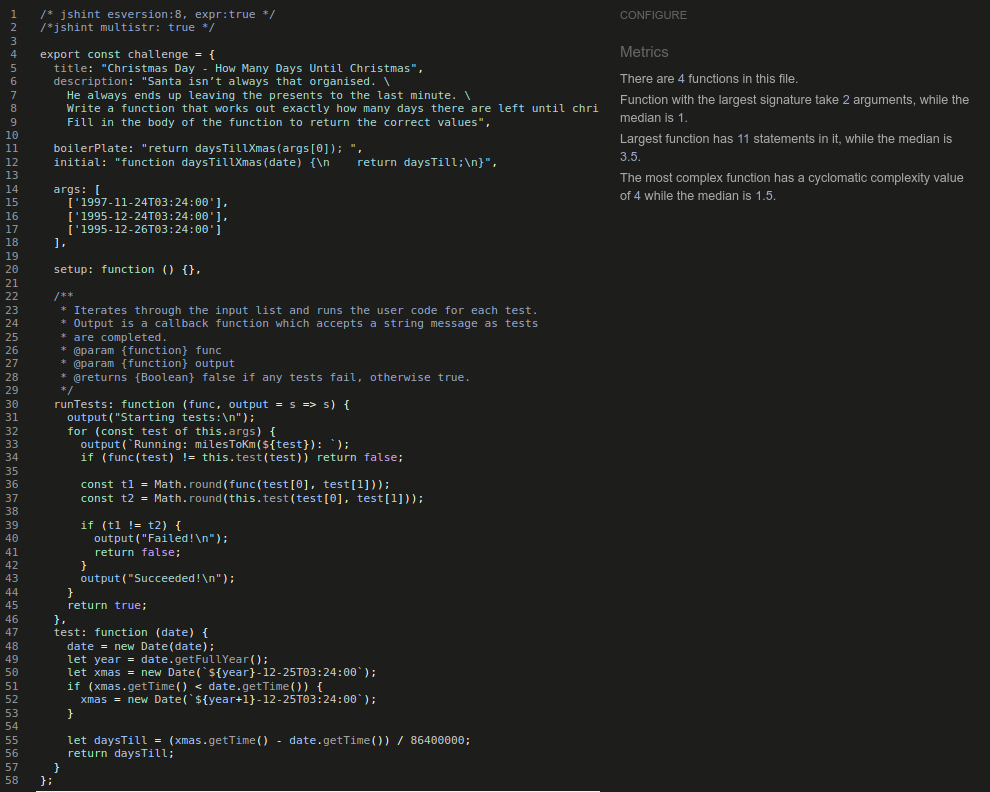 1 /* jshint esversion:8, expr:true */
2 /*jshint multistr: true */
3
4 export const challenge = {
5   title: "Christmas Day - How Many Days Until Christmas",
6   description: "Santa isn’t always that organised. \
7     He always ends up leaving the presents to the last minute. \
8     Write a function that works out exactly how many days there are left until chri
9     Fill in the body of the function to return the correct values",
10
11   boilerPlate: "return daysTillXmas(args[0]); ",
12   initial: "function daysTillXmas(date) {\n    return daysTill;\n}",
13
14   args: [
15     ['1997-11-24T03:24:00'],
16     ['1995-12-24T03:24:00'],
17     ['1995-12-26T03:24:00']
18   ],
19
20   setup: function () {},
21
22   /**
23    * Iterates through the input list and runs the user code for each test.
24    * Output is a callback function which accepts a string message as tests
25    * are completed.
26    * @param {function} func
27    * @param {function} output
28    * @returns {Boolean} false if any tests fail, otherwise true.
29    */
30   runTests: function (func, output = s => s) {
31     output("Starting tests:\n");
32     for (const test of this.args) {
33       output(`Running: milesToKm(${test}): `);
34       if (func(test) != this.test(test)) return false;
35
36       const t1 = Math.round(func(test[0], test[1]));
37       const t2 = Math.round(this.test(test[0], test[1]));
38
39       if (t1 != t2) {
40         output("Failed!\n");
41         return false;
42       }
43       output("Succeeded!\n");
44     }
45     return true;
46   },
47   test: function (date) {
48     date = new Date(date);
49     let year = date.getFullYear();
50     let xmas = new Date(`${year}-12-25T03:24:00`);
51     if (xmas.getTime() < date.getTime()) {
52       xmas = new Date(`${year+1}-12-25T03:24:00`);
53     }
54
55     let daysTill = (xmas.getTime() - date.getTime()) / 86400000;
56     return daysTill;
57   }
58 };
CONFIGURE
Metrics
There are 4 functions in this file.
Function with the largest signature take 2 arguments, while the
median is 1.
Largest function has 11 statements in it, while the median is
3.5.
The most complex function has a cyclomatic complexity value
of 4 while the median is 1.5.